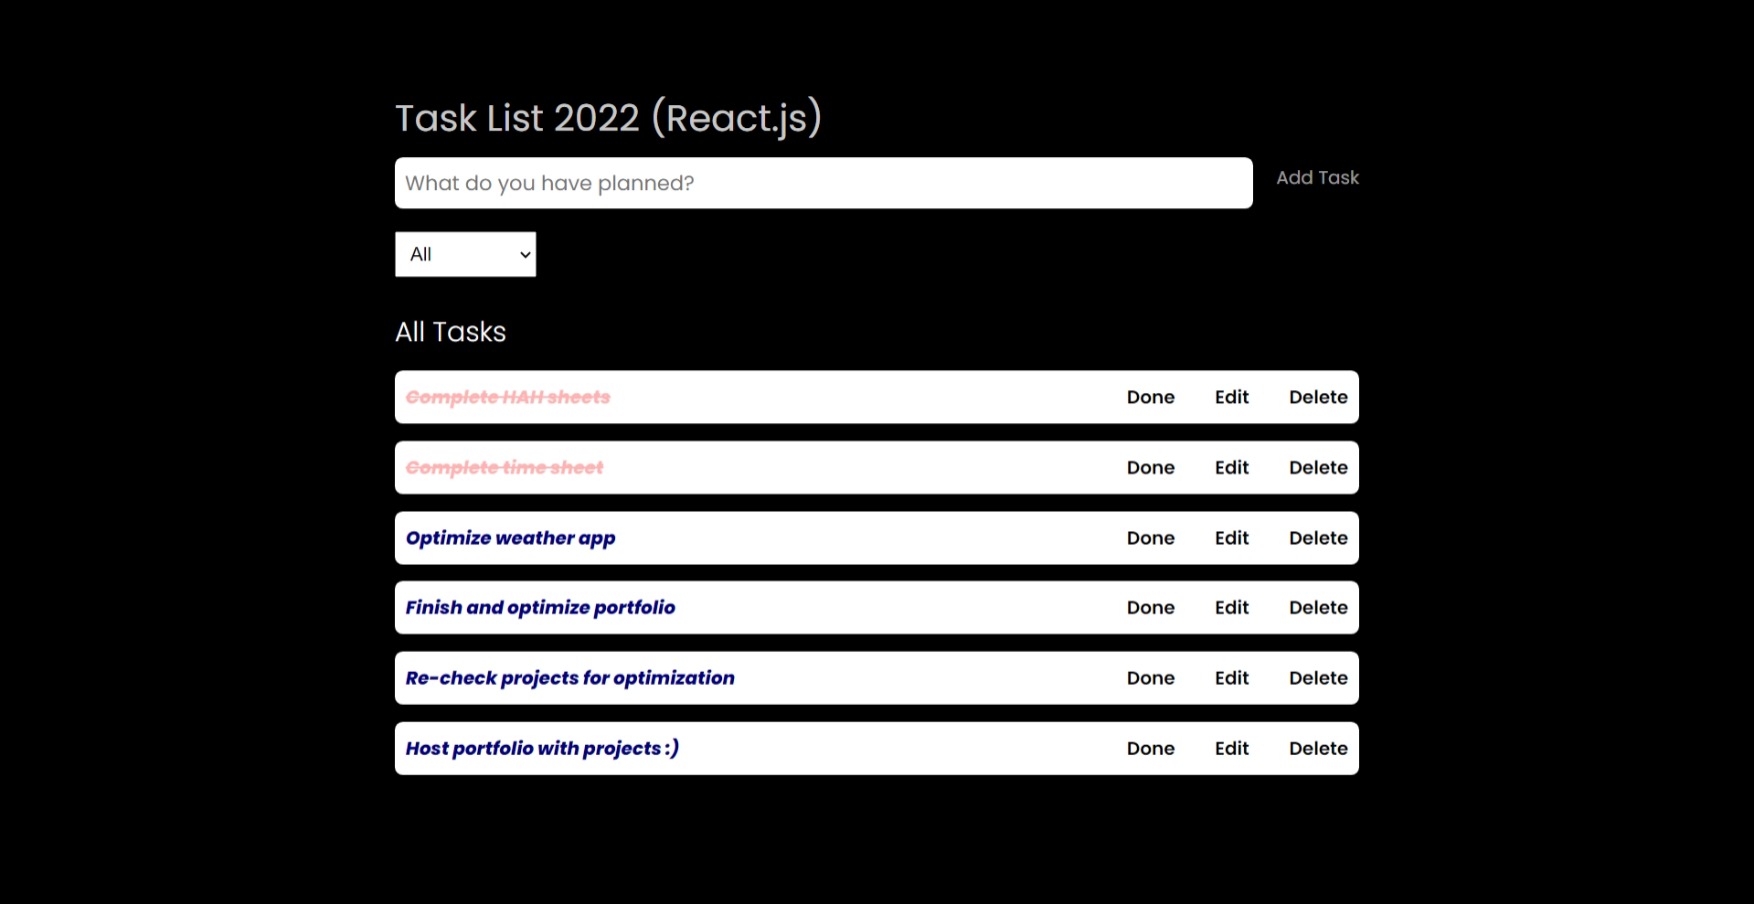 Task List 2022 (React.js)
What do you have planned? Add Task
All
All Tasks
Complete HAH sheets Done Edit Delete
Complete time sheet Done Edit Delete
Optimize weather app Done Edit Delete
Finish and optimize portfolio Done Edit Delete
Re-check projects for optimization Done Edit Delete
Host portfolio with projects :) Done Edit Delete